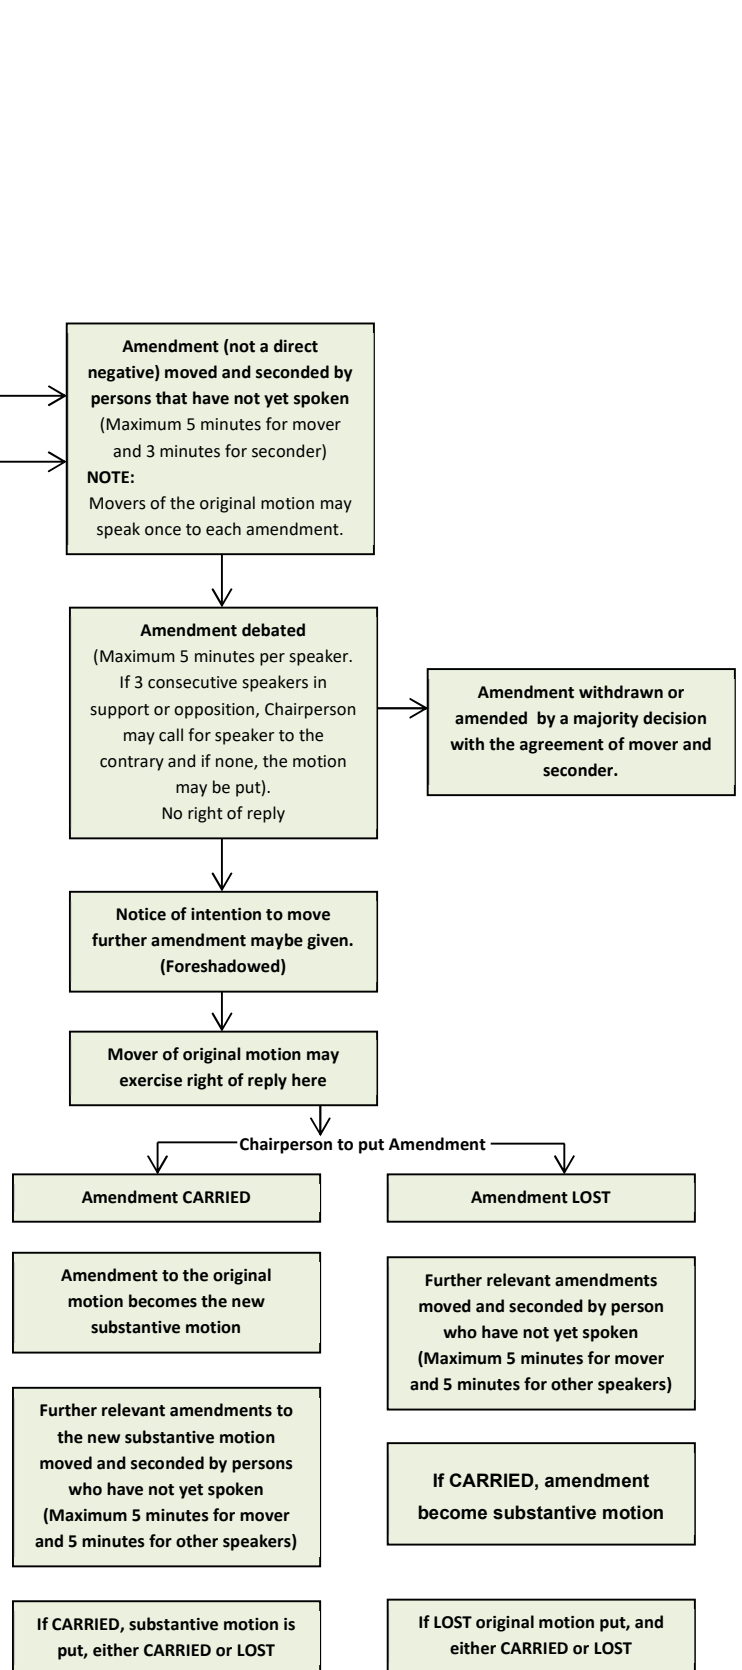 Amendment (not a direct
negative) moved and seconded by
persons that have not yet spoken
(Maximum 5 minutes for mover
and 3 minutes for seconder)
NOTE:
Movers of the original motion may
speak once to each amendment.
Amendment debated
(Maximum 5 minutes per speaker.
If 3 consecutive speakers in
support or opposition, Chairperson
may call for speaker to the
contrary and if none, the motion
may be put).
No right of reply
Amendment withdrawn or
amended by a majority decision
with the agreement of mover and
seconder.
Notice of intention to move
further amendment maybe given.
(Foreshadowed)
Mover of original motion may
exercise right of reply here
Chairperson to put Amendment
Amendment CARRIED
Amendment to the original
motion becomes the new
substantive motion
Further relevant amendments to
the new substantive motion
moved and seconded by persons
who have not yet spoken
(Maximum 5 minutes for mover
and 5 minutes for other speakers)
If CARRIED, substantive motion is
put, either CARRIED or LOST
Amendment LOST
Further relevant amendments
moved and seconded by person
who have not yet spoken
(Maximum 5 minutes for mover
and 5 minutes for other speakers)
If CARRIED, amendment
become substantive motion
If LOST original motion put, and
either CARRIED or LOST